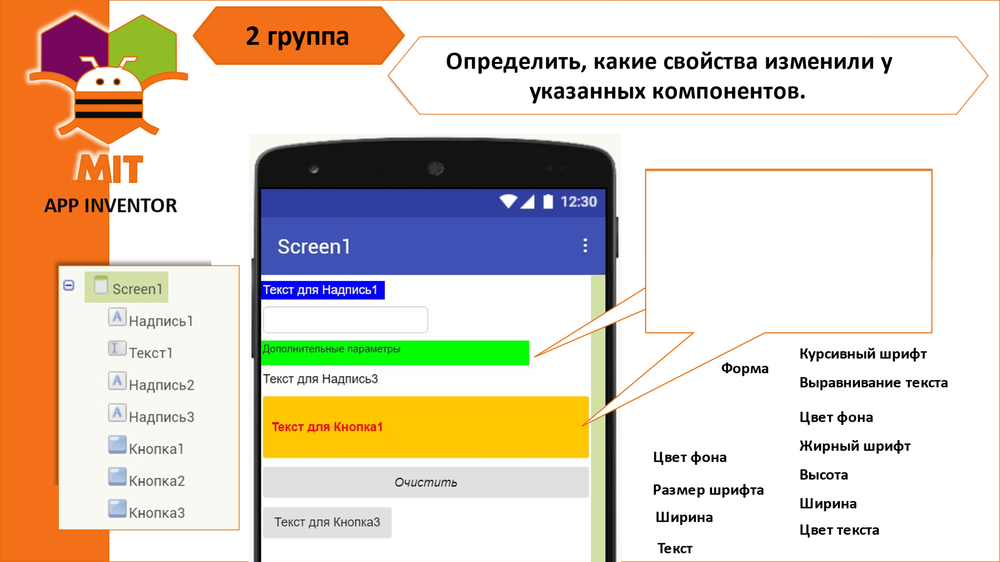 2 группа
Определить, какие свойства изменили у
указанных компонентов.
MIT
APP INVENTOR
Screen1
Надпись1
Текст1
Надпись2
Надпись3
Кнопка1
Кнопка2
Кнопка3
12:30
Screen1
Текст для Надпись1
Дополнительные параметры
Текст для Надпись3
Текст для Кнопка1
Очистить
Текст для Кнопка3
Форма
Цвет фона
Размер шрифта
Ширина
Текст
Курсивный шрифт
Выравнивание текста
Цвет фона
Жирный шрифт
Высота
Ширина
Цвет текста